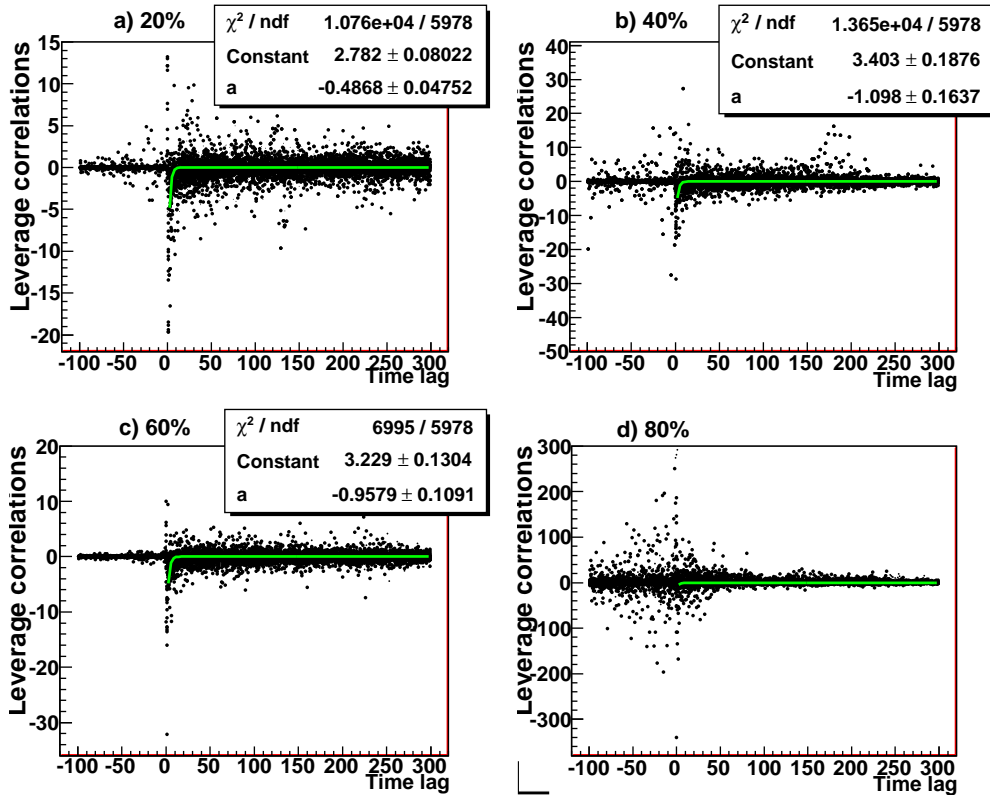 a) 20%
χ² / ndf 1.076e+04 / 5978
Constant 2.782 ± 0.08022
a -0.4868 ± 0.04752
Leverage correlations
15
10
5
0
-5
-10
-15
-20
-100 -50 0 50 100 150 200 250 300
Time lag
b) 40%
χ² / ndf 1.365e+04 / 5978
Constant 3.403 ± 0.1876
a -1.098 ± 0.1637
Leverage correlations
40
30
20
10
0
-10
-20
-30
-40
-50
-100 -50 0 50 100 150 200 250 300
Time lag
c) 60%
χ² / ndf 6995 / 5978
Constant 3.229 ± 0.1304
a -0.9579 ± 0.1091
Leverage correlations
20
10
0
-10
-20
-30
-100 -50 0 50 100 150 200 250 300
Time lag
d) 80%
Leverage correlations
300
200
100
0
-100
-200
-300
-100 -50 0 50 100 150 200 250 300
Time lag